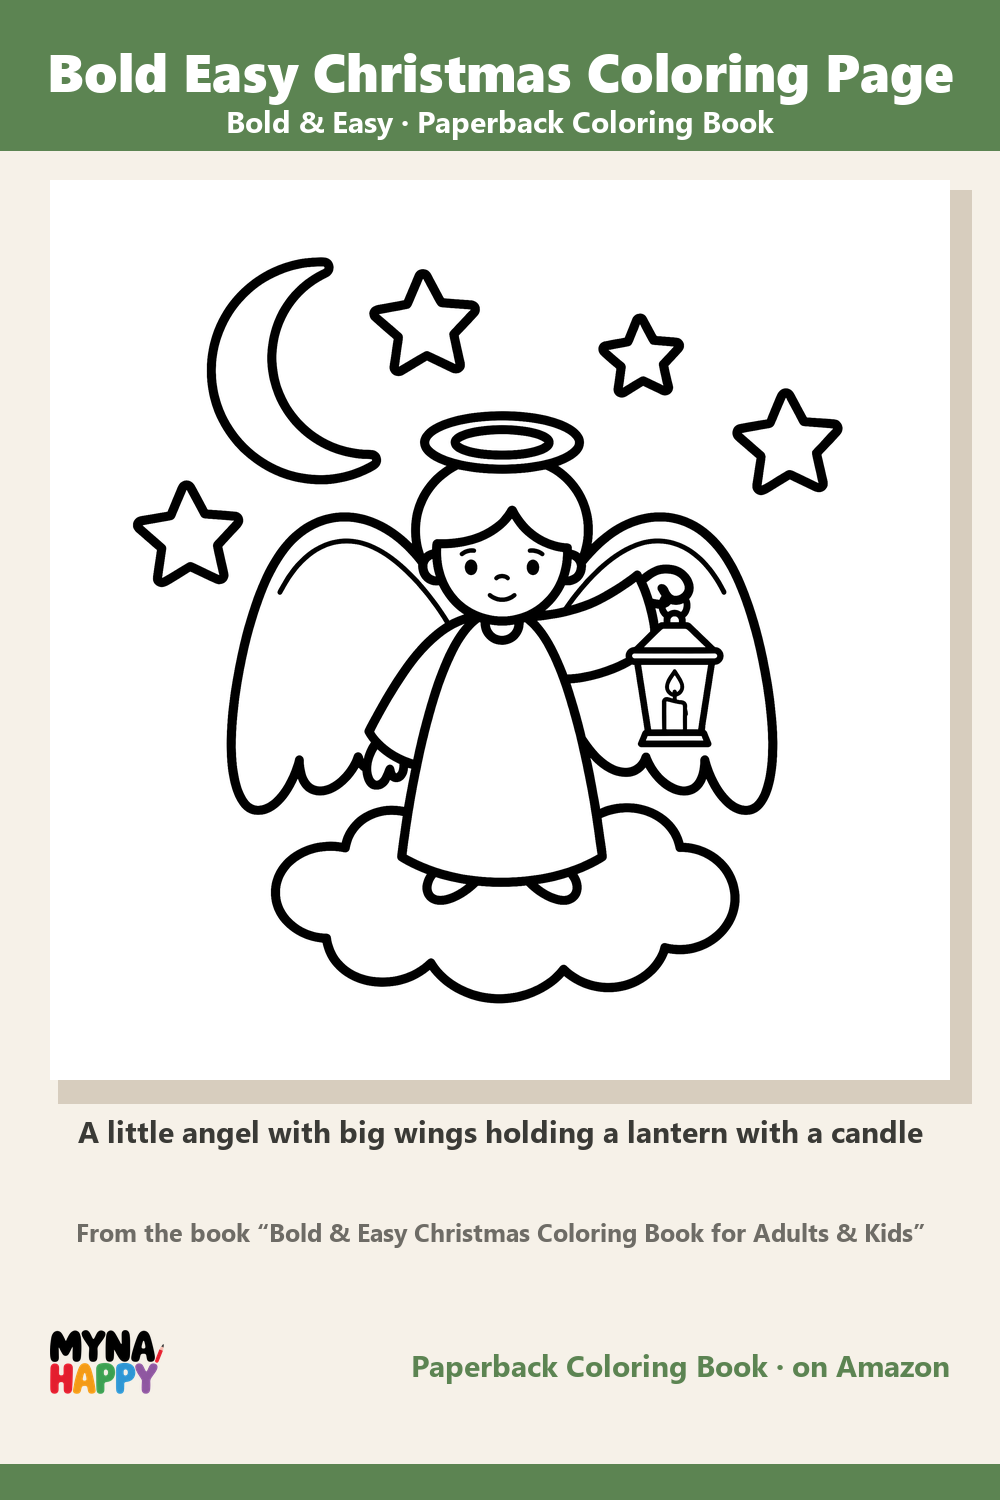 Bold Easy Christmas Coloring Page
Bold & Easy · Paperback Coloring Book
A little angel with big wings holding a lantern with a candle
From the book “Bold & Easy Christmas Coloring Book for Adults & Kids”
MYNA
HAPPY
Paperback Coloring Book · on Amazon